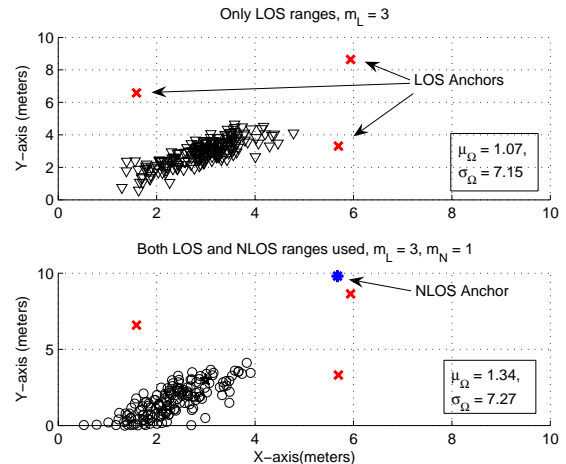 Only LOS ranges, m_L = 3
Y−axis (meters)
10
8
6
4
2
0
LOS Anchors
μ_Ω = 1.07,
σ_Ω = 7.15
0 2 4 6 8 10
Both LOS and NLOS ranges used, m_L = 3, m_N = 1
Y−axis (meters)
10
5
0
NLOS Anchor
μ_Ω = 1.34,
σ_Ω = 7.27
0 2 4 6 8 10
X−axis(meters)